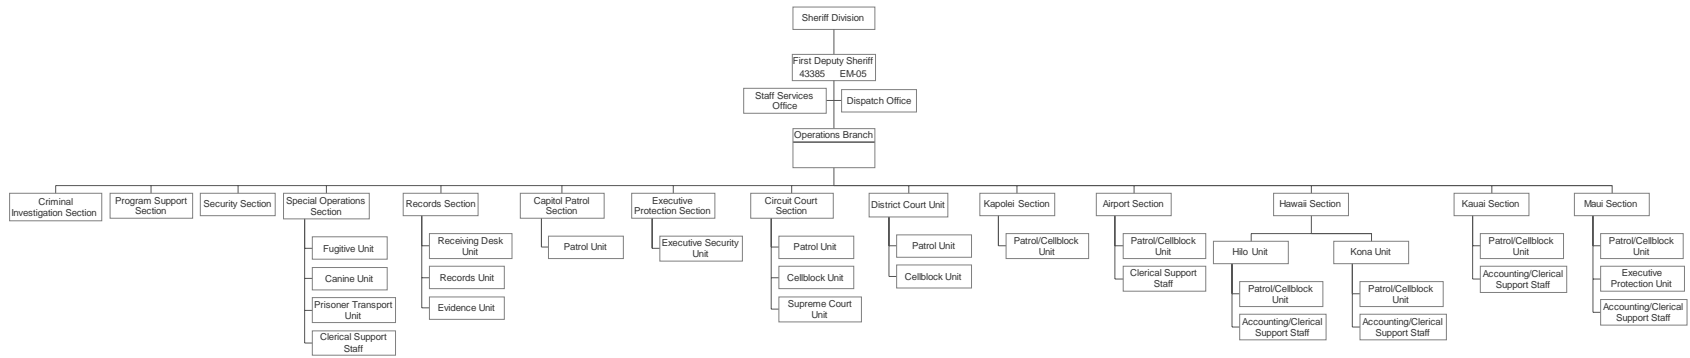 Sheriff Division
First Deputy Sheriff
43385 EM-05
Staff Services
Office
Dispatch Office
Operations Branch
Criminal
Investigation Section
Program Support
Section
Security Section
Special Operations
Section
Fugitive Unit
Canine Unit
Prisoner Transport
Unit
Clerical Support
Staff
Records Section
Receiving Desk
Unit
Records Unit
Evidence Unit
Capitol Patrol
Section
Patrol Unit
Executive
Protection Section
Executive Security
Unit
Circuit Court
Section
Patrol Unit
Cellblock Unit
Supreme Court
Unit
District Court Unit
Patrol Unit
Cellblock Unit
Kapolei Section
Patrol/Cellblock
Unit
Airport Section
Patrol/Cellblock
Unit
Clerical Support
Staff
Hawaii Section
Hilo Unit
Patrol/Cellblock
Unit
Accounting/Clerical
Support Staff
Kona Unit
Patrol/Cellblock
Unit
Accounting/Clerical
Support Staff
Kauai Section
Patrol/Cellblock
Unit
Accounting/Clerical
Support Staff
Maui Section
Patrol/Cellblock
Unit
Executive
Protection Unit
Accounting/Clerical
Support Staff